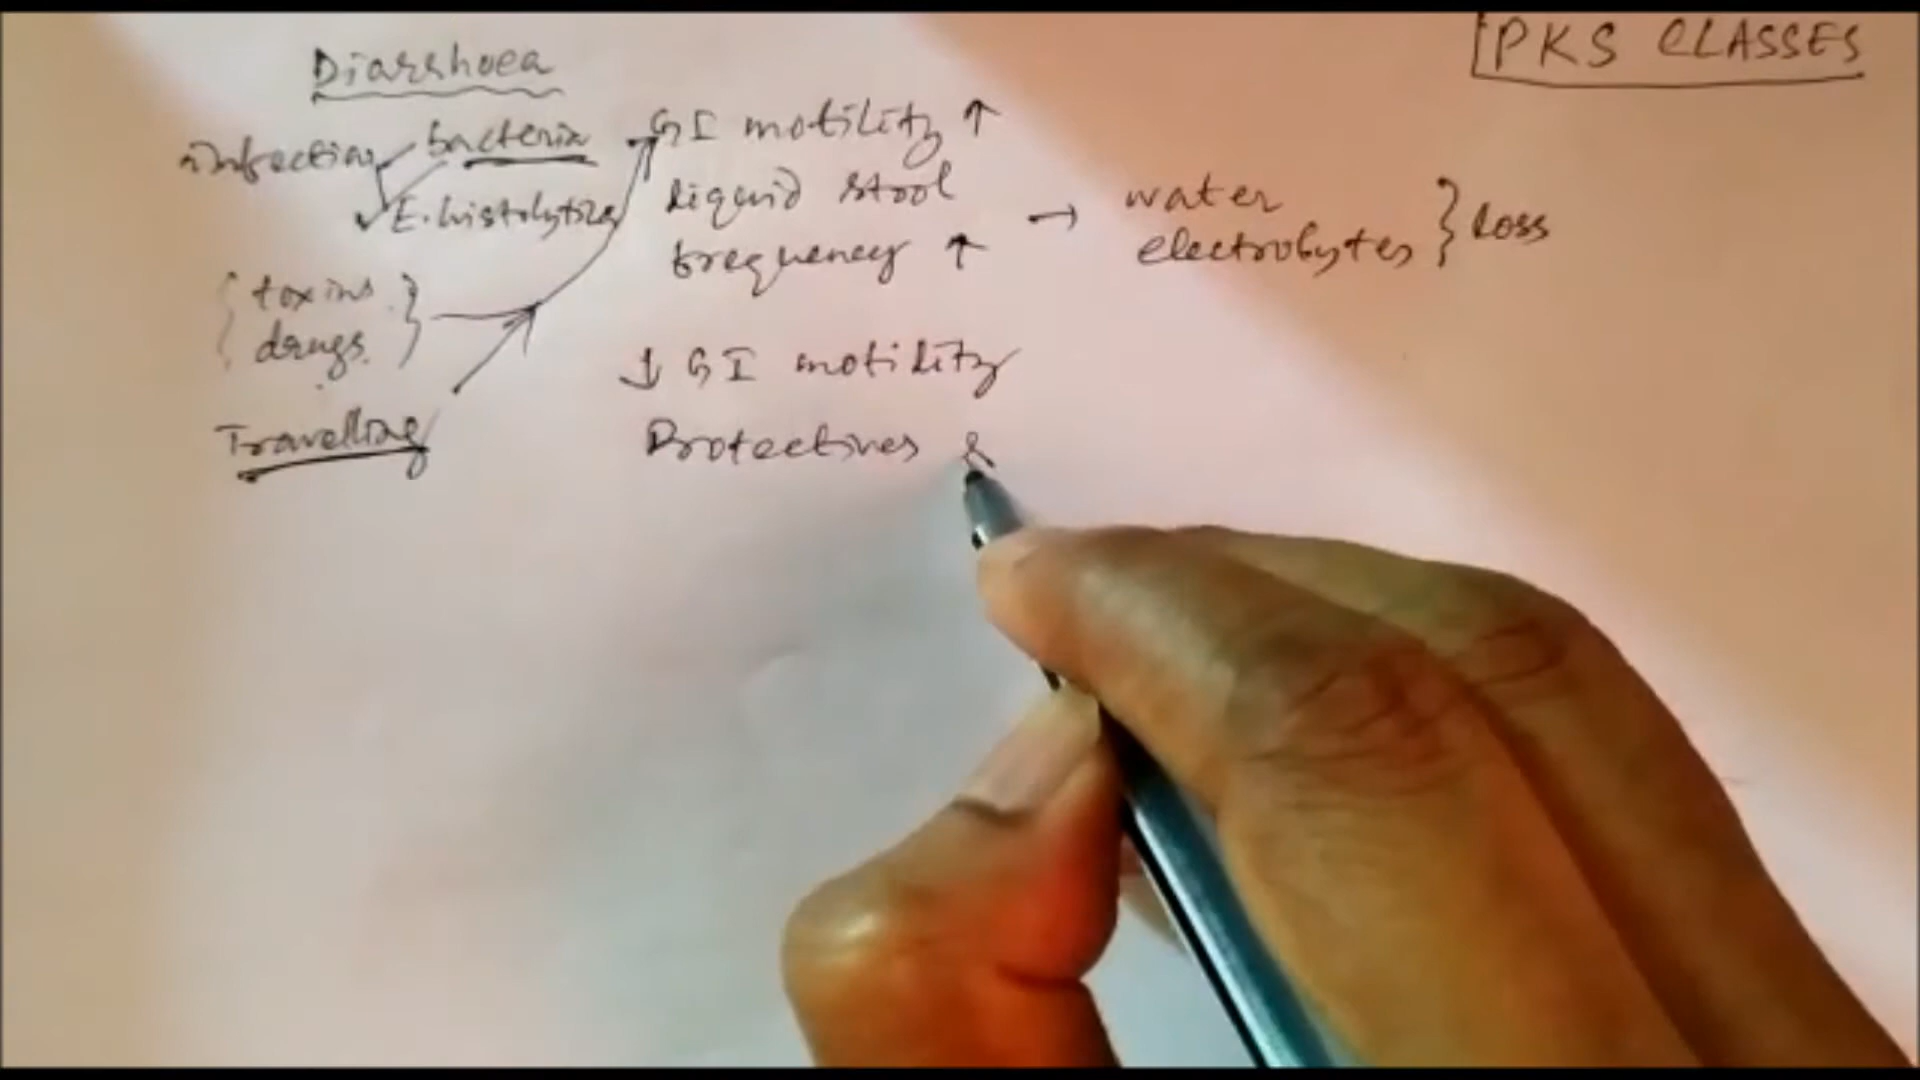 PKS CLASSES
Diarrhoea
infection bacteria
E. histolytica
{ toxins
drugs. }
Travelling
GI motility ↑
liquid stool
frequency ↑
→ water
electrolytes } loss
↓ GI motility
Protectives &